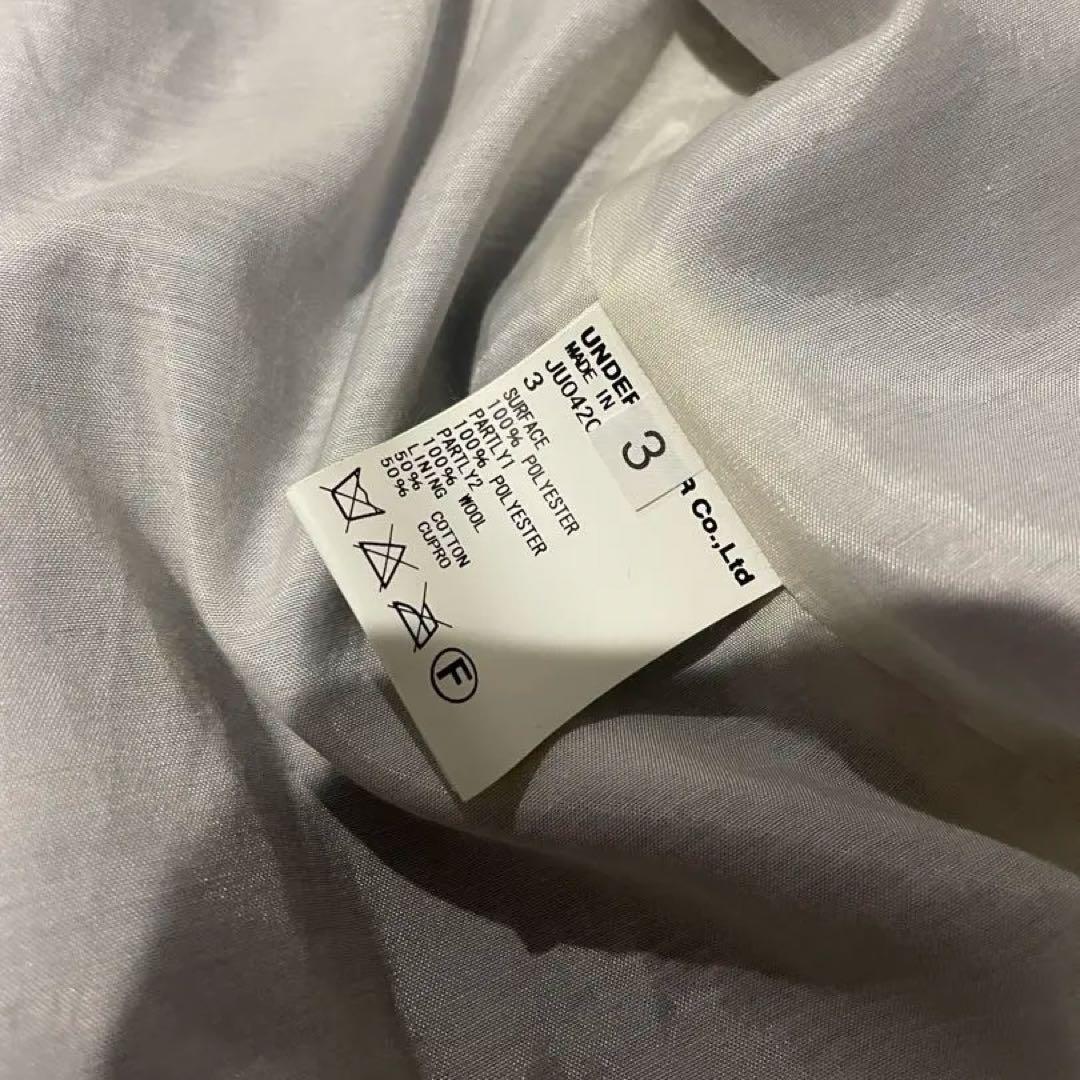 UNDER R Co.,Ltd
MADE IN
JUO42C
3
3
SURFACE
100% POLYESTER
PARTLY1
100% POLYESTER
PARTLY2
100% WOOL
LINING
50% COTTON
50% CUPRO
F